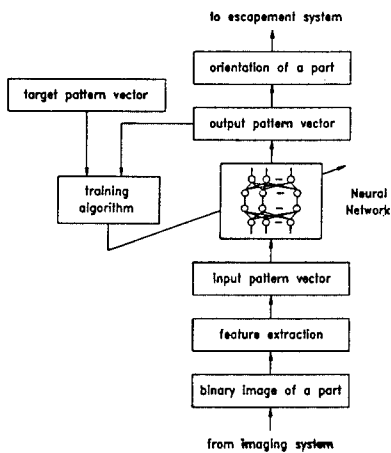 to escapement system
orientation of a part
target pattern vector
output pattern vector
training
algorithm
Neural
Network
input pattern vector
feature extraction
binary image of a part
from imaging system